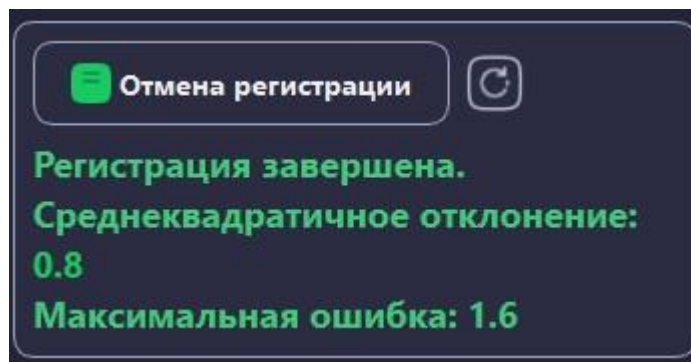 Отмена регистрации
Регистрация завершена.
Среднеквадратичное отклонение:
0.8
Максимальная ошибка: 1.6